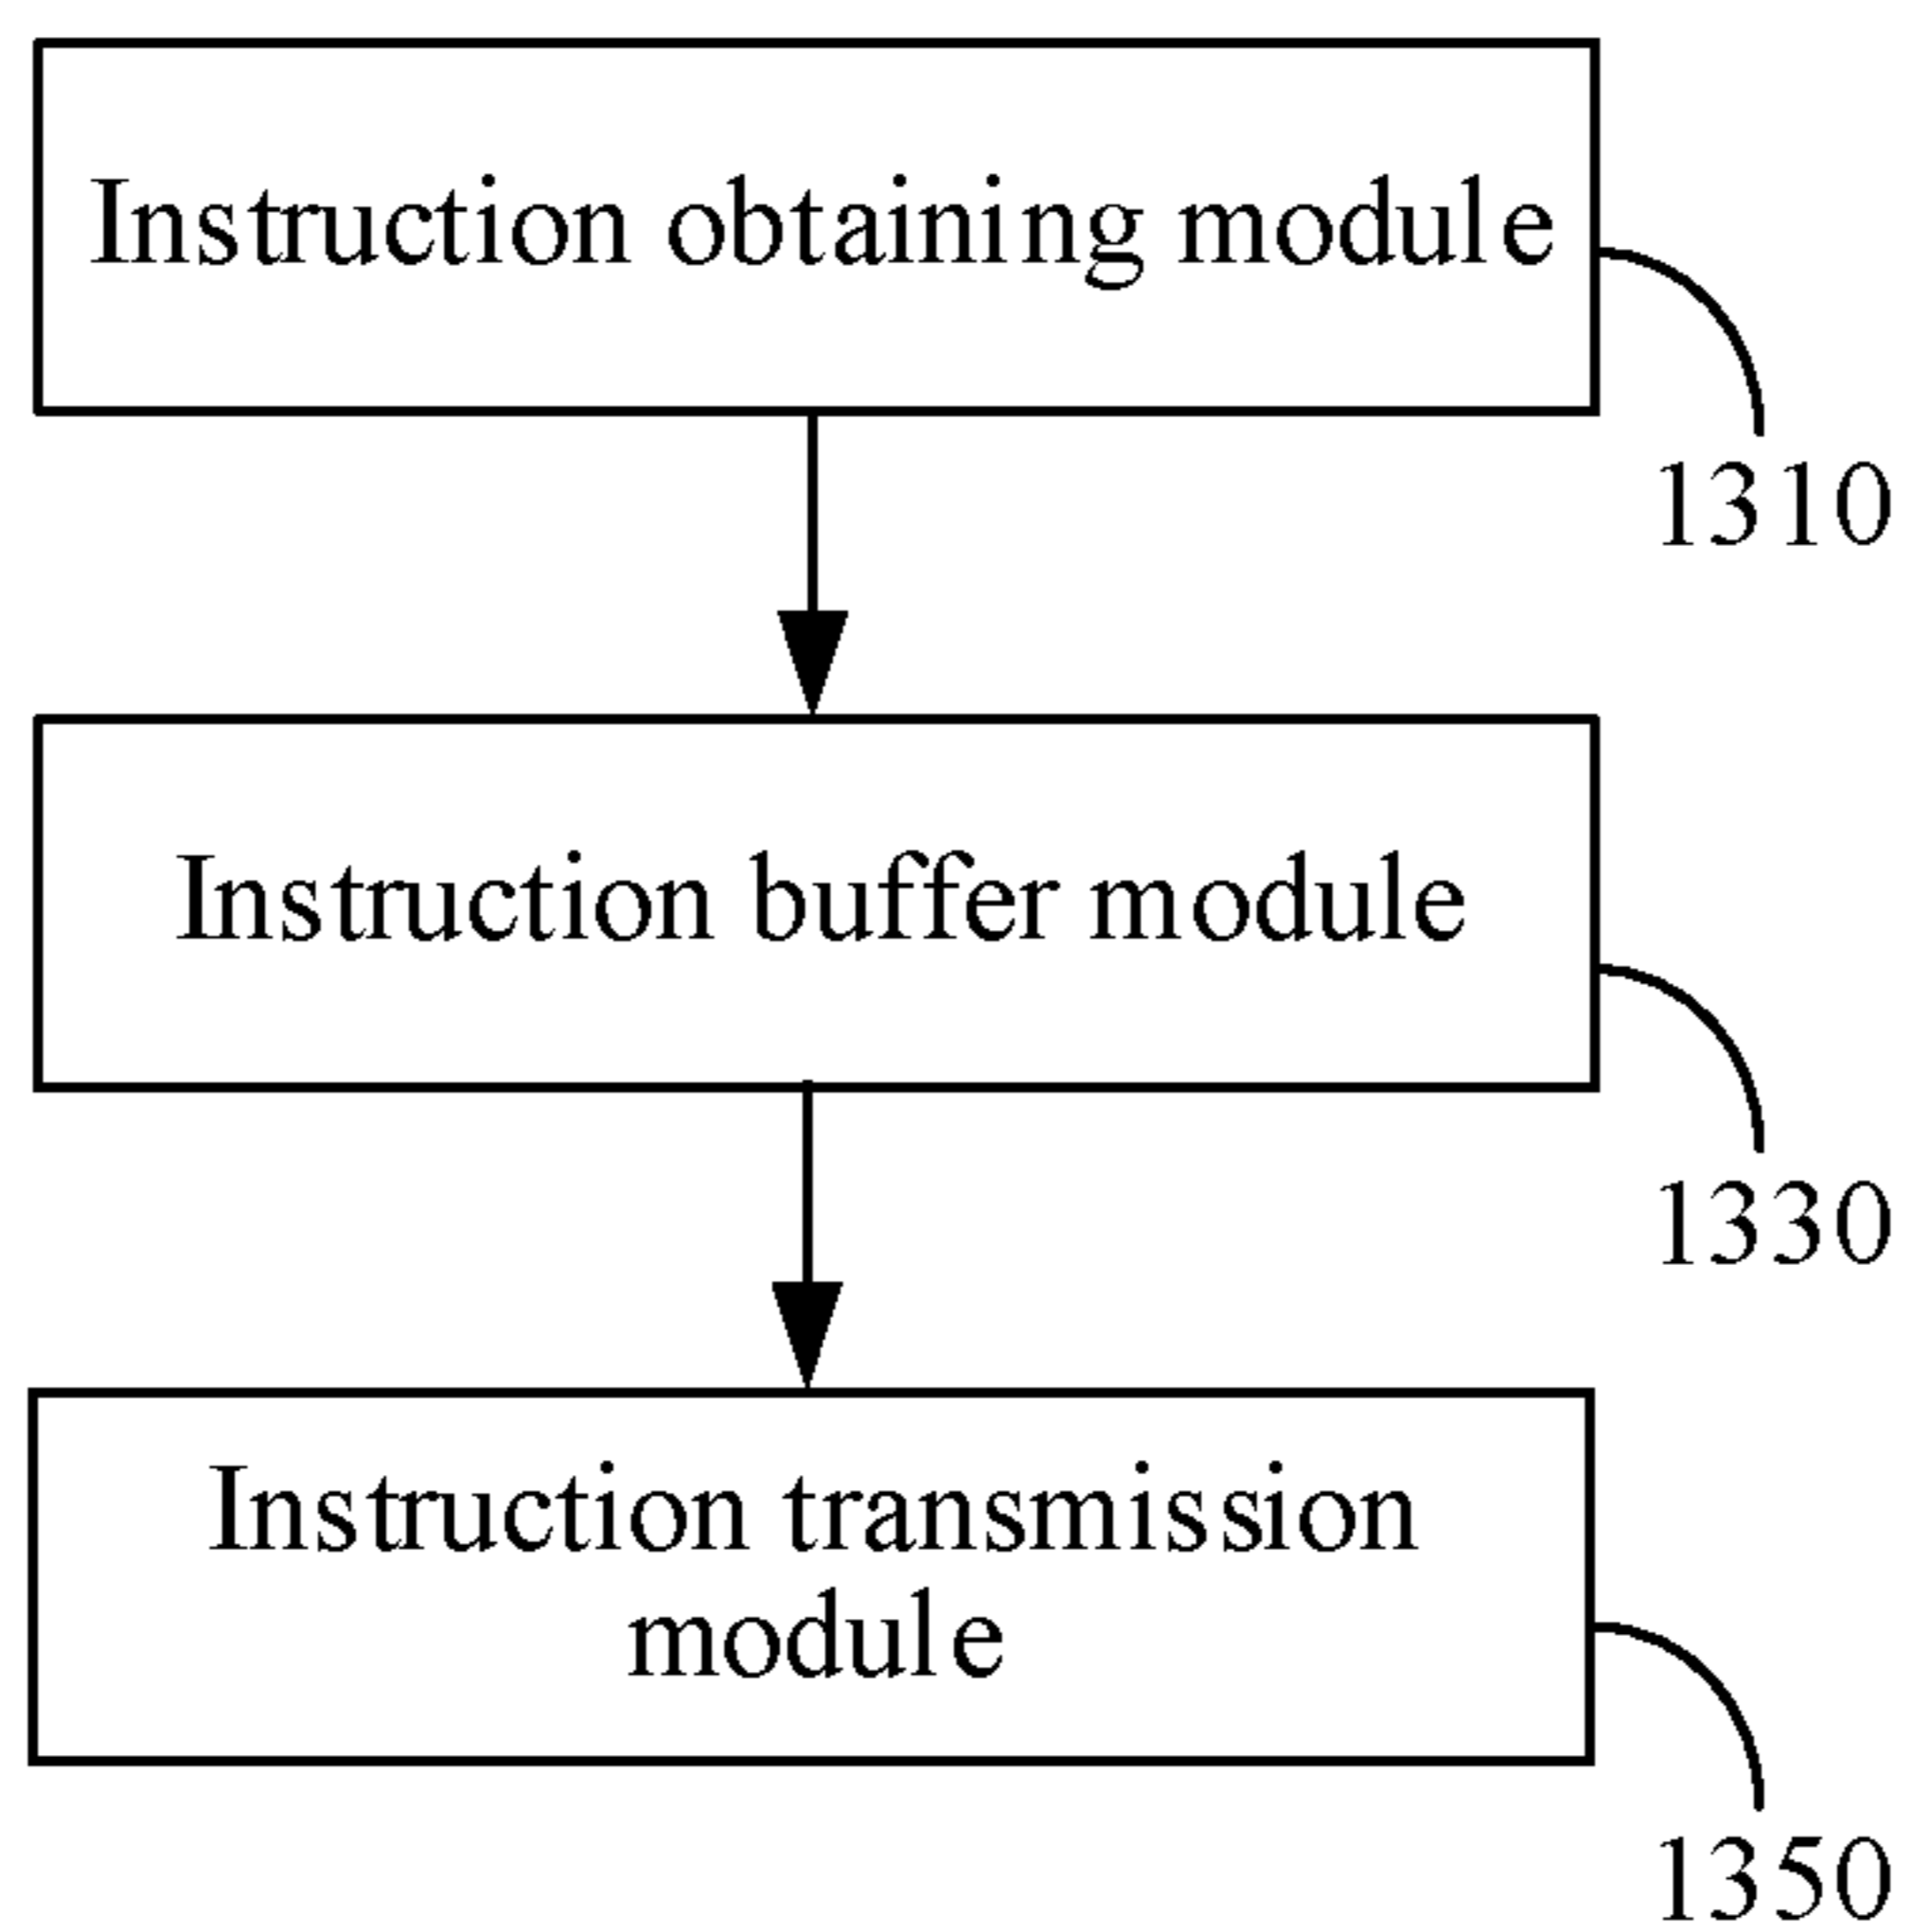 Instruction obtaining module
1310
Instruction buffer module
1330
Instruction transmission
module
1350